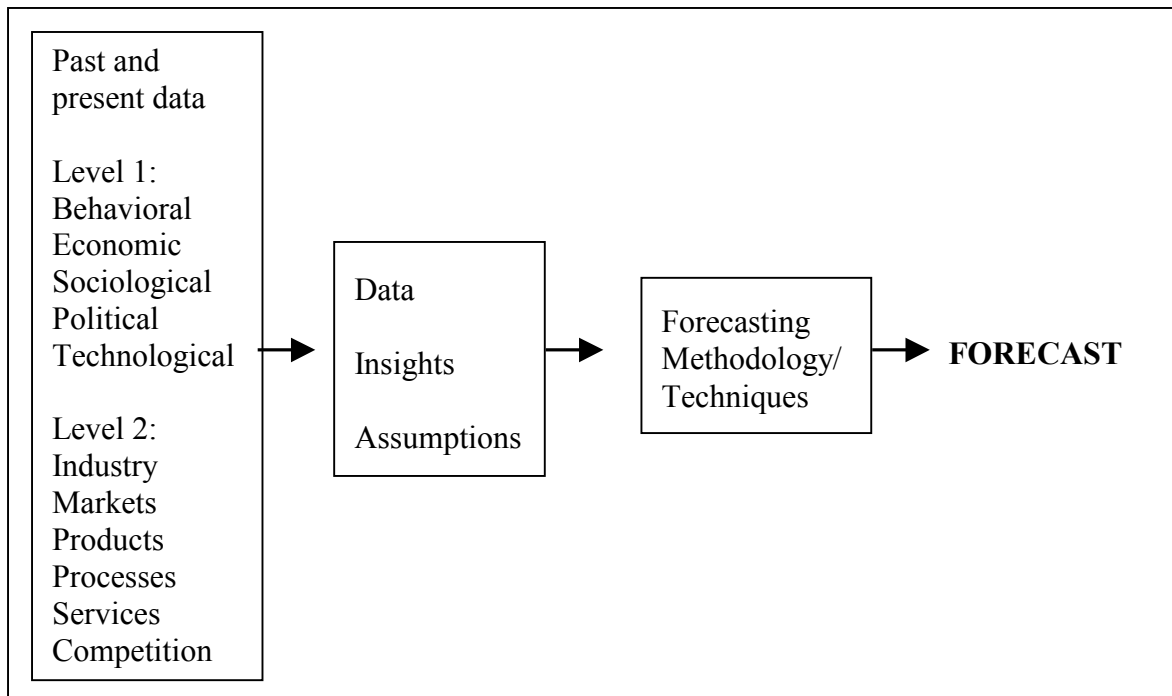 Past and
present data
Level 1:
Behavioral
Economic
Sociological
Political
Technological
Level 2:
Industry
Markets
Products
Processes
Services
Competition
Data
Insights
Assumptions
Forecasting
Methodology/
Techniques
FORECAST